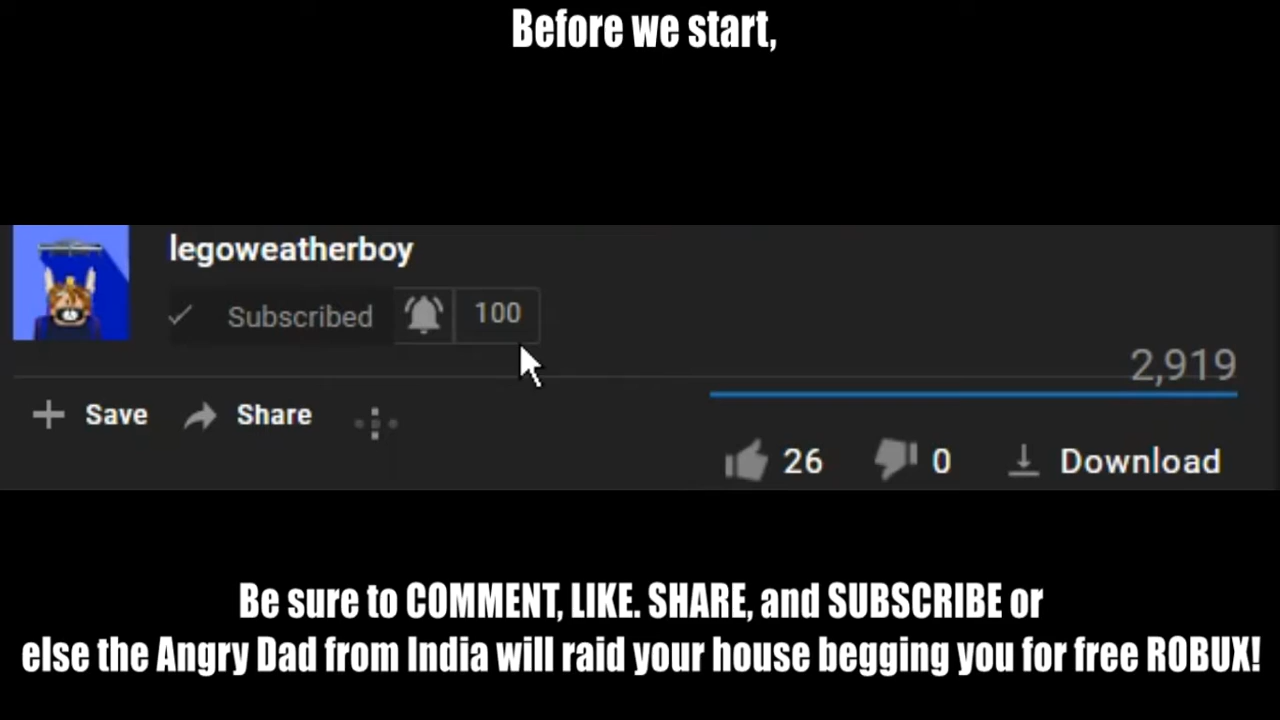 Before we start,
legoweatherboy
Subscribed 100
2,919
Save Share
26 0 Download
Be sure to COMMENT, LIKE. SHARE, and SUBSCRIBE or
else the Angry Dad from India will raid your house begging you for free ROBUX!